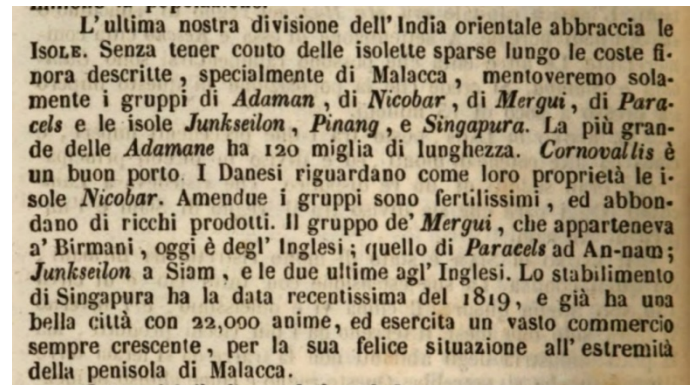 L'ultima nostra divisione dell'India orientale abbraccia le
ISOLE. Senza tener conto delle isolette sparse lungo le coste fi-
nora descritte, specialmente di Malacca, mentoveremo sola-
mente i gruppi di Adaman, di Nicobar, di Mergui, di Para-
cels e le isole Junkseilon, Pinang, e Singapura. La più gran-
de delle Adamane ha 120 miglia di lunghezza. Cornovallis è
un buon porto. I Danesi riguardano come loro proprietà le i-
sole Nicobar. Amendue i gruppi sono fertilissimi, ed abbon-
dano di ricchi prodotti. Il gruppo de' Mergui, che apparteneva
a' Birmani, oggi è degl' Inglesi; quello di Paracels ad An-nam;
Junkseilon a Siam, e le due ultime agl' Inglesi. Lo stabilimento
di Singapura ha la data recentissima del 1819, e già ha una
bella città con 22,000 anime, ed esercita un vasto commercio
sempre crescente, per la sua felice situazione all' estremità
della penisola di Malacca.